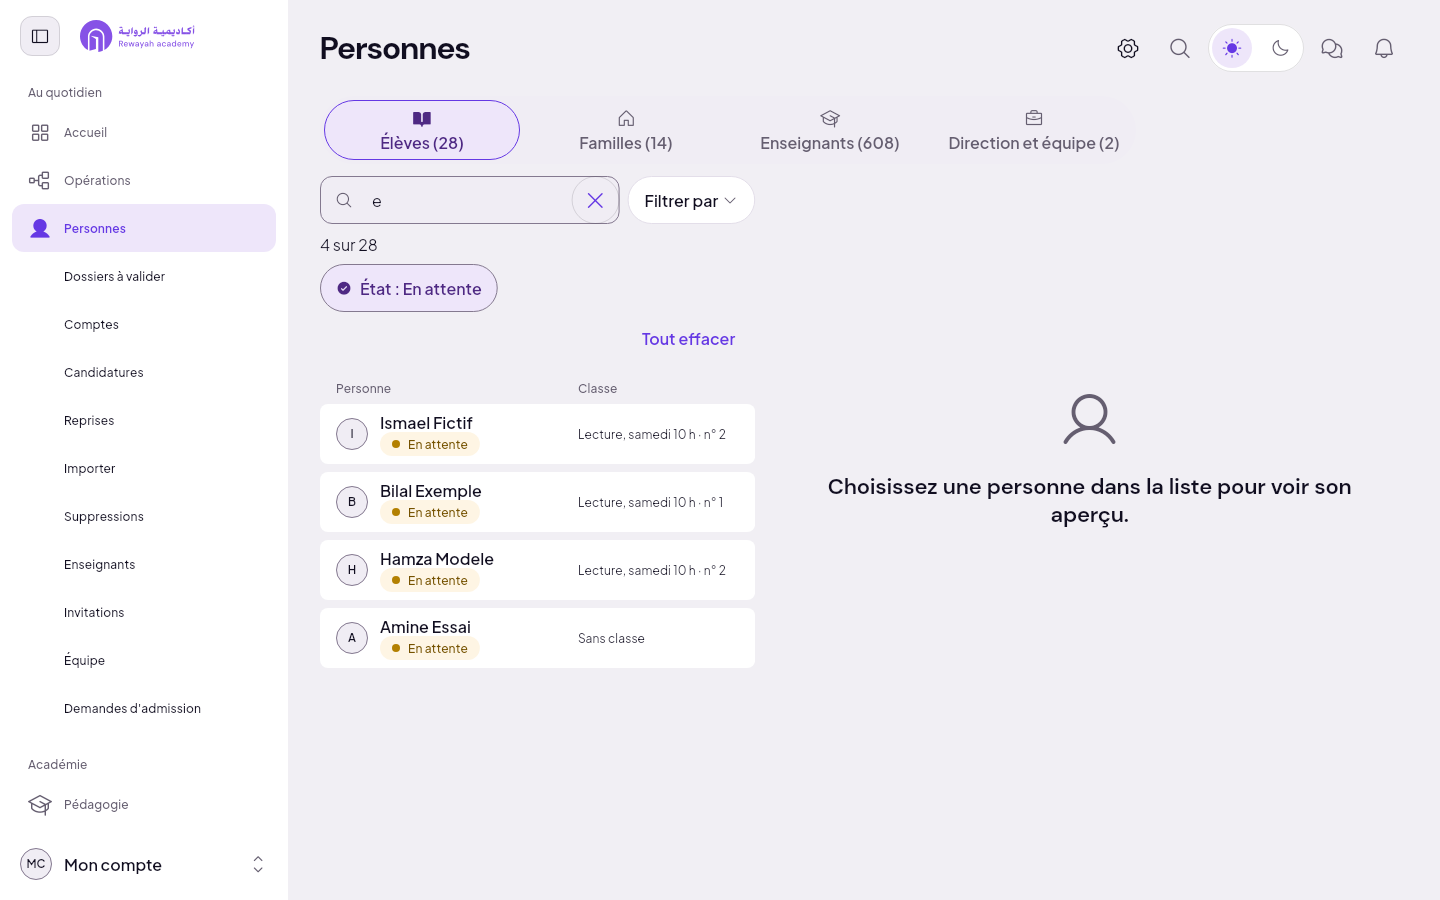 أكاديمية الرواية
Rewayah academy
Au quotidien
Accueil
Opérations
Personnes
Dossiers à valider
Comptes
Candidatures
Reprises
Importer
Suppressions
Enseignants
Invitations
Équipe
Demandes d'admission
Académie
Pédagogie
MC Mon compte
Personnes
Élèves (28)
Familles (14)
Enseignants (608)
Direction et équipe (2)
e
Filtrer par
4 sur 28
État : En attente
Tout effacer
Personne Classe
I Ismael Fictif
En attente
Lecture, samedi 10 h · n° 2
B Bilal Exemple
En attente
Lecture, samedi 10 h · n° 1
H Hamza Modele
En attente
Lecture, samedi 10 h · n° 2
A Amine Essai
En attente
Sans classe
Choisissez une personne dans la liste pour voir son
aperçu.